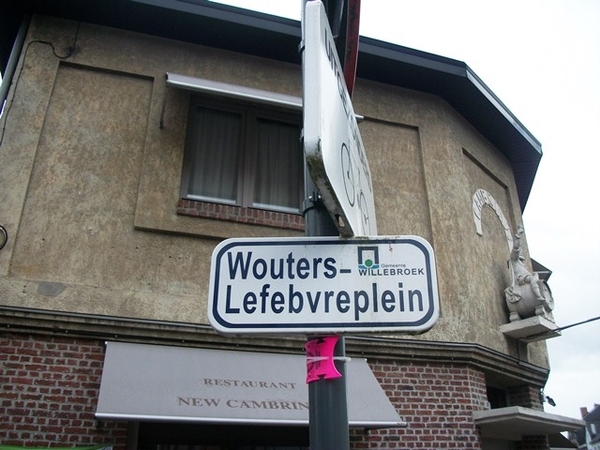 Wouters-
Lefebvreplein
Gemeente
WILLEBROEK
RESTAURANT
NEW CAMBRIN